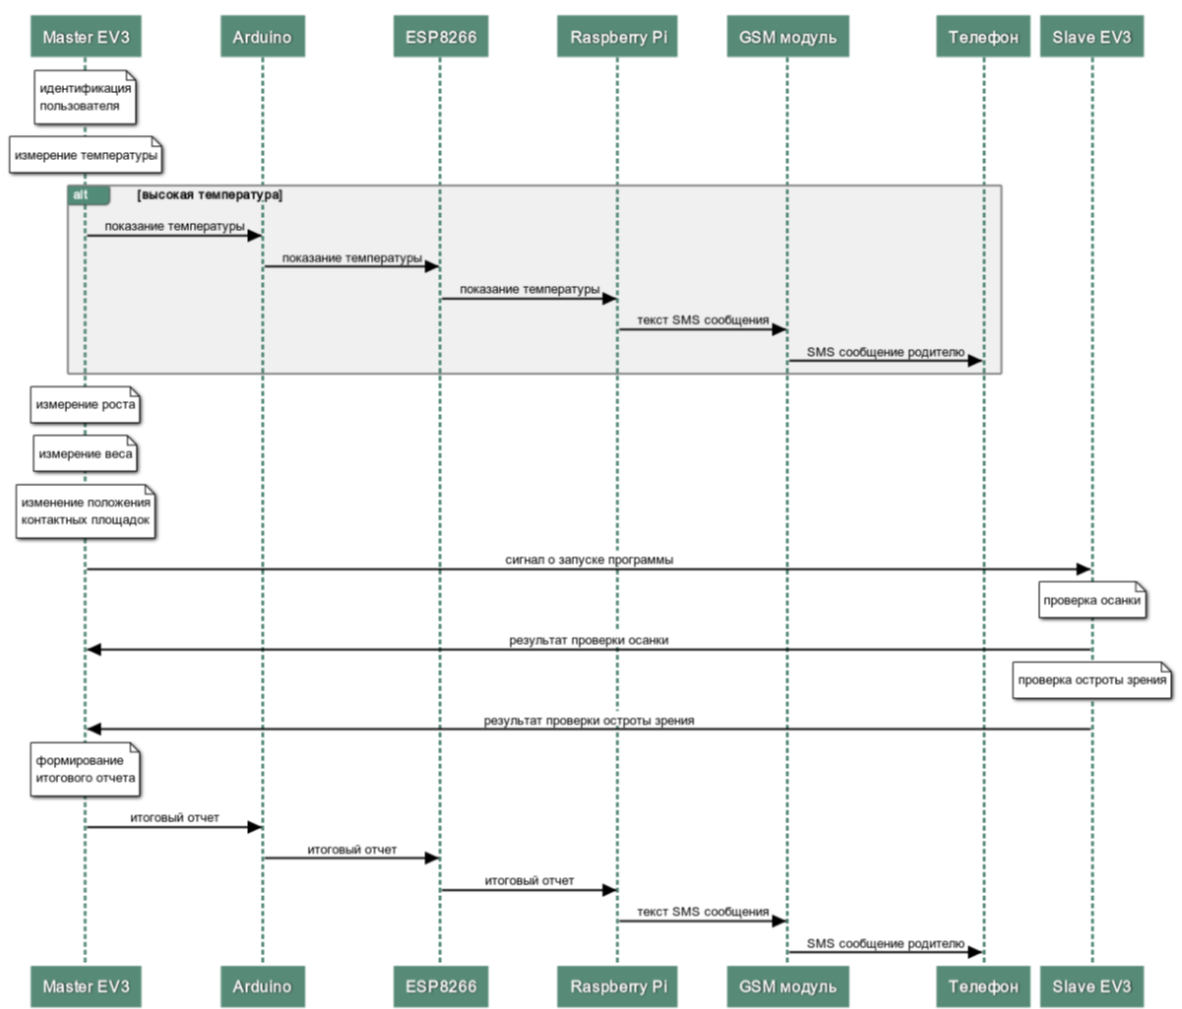 Master EV3
Arduino
ESP8266
Raspberry Pi
GSM модуль
Телефон
Slave EV3
идентификация
пользователя
измерение температуры
alt
[высокая температура]
показание температуры
показание температуры
показание температуры
текст SMS сообщения
SMS сообщение родителю
измерение роста
измерение веса
изменение положения
контактных площадок
сигнал о запуске программы
проверка осанки
результат проверки осанки
проверка остроты зрения
результат проверки остроты зрения
формирование
итогового отчета
итоговый отчет
итоговый отчет
итоговый отчет
текст SMS сообщения
SMS сообщение родителю
Master EV3
Arduino
ESP8266
Raspberry Pi
GSM модуль
Телефон
Slave EV3